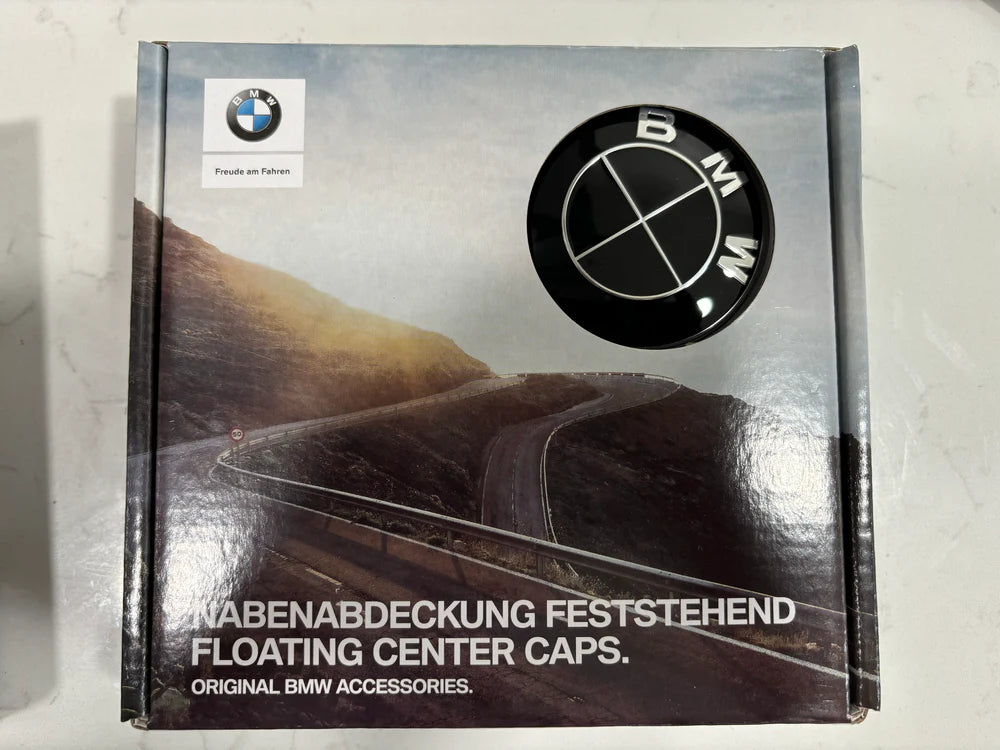 BMW
Freude am Fahren
BMW
NABENABDECKUNG FESTSTEHEND
FLOATING CENTER CAPS.
ORIGINAL BMW ACCESSORIES.